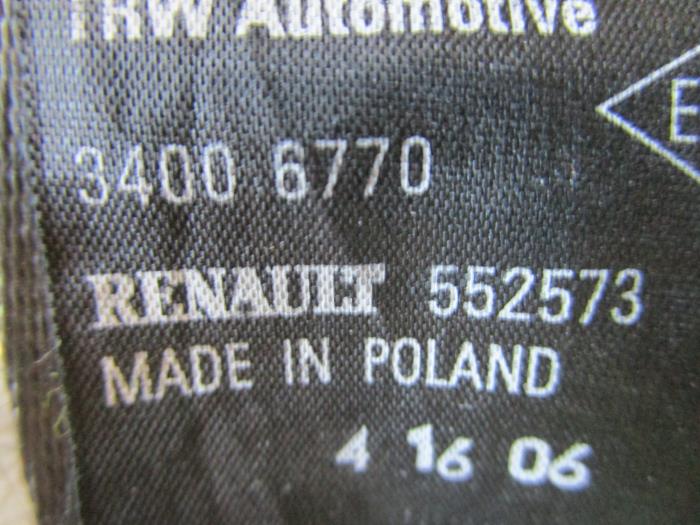 TRW Automotive
E
3400 6770
RENAULT 552573
MADE IN POLAND
4 16 06